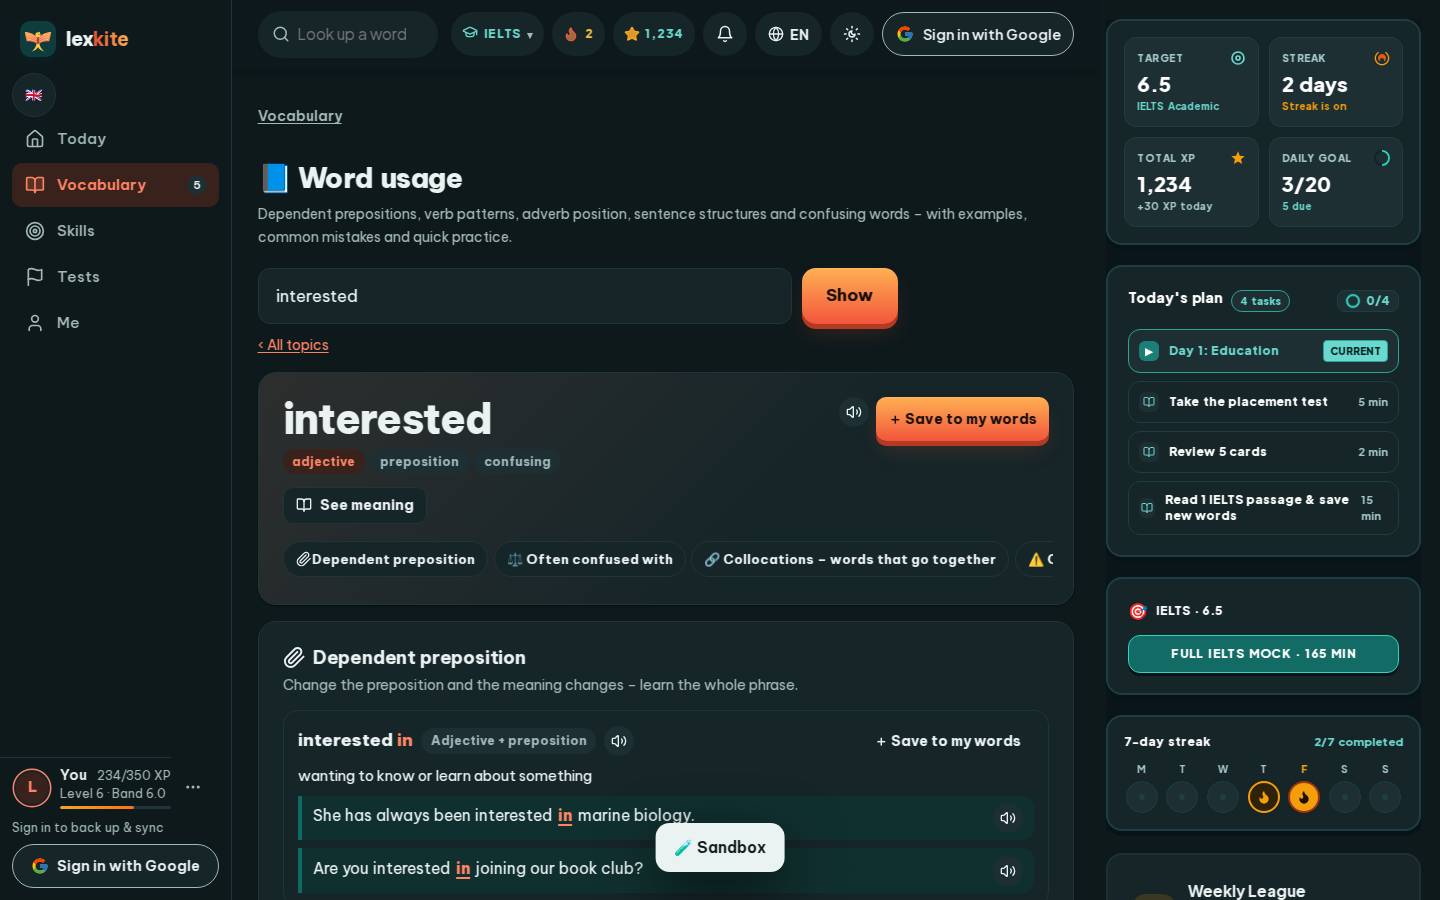 lexkite
Today
Vocabulary 5
Skills
Tests
Me
You 234/350 XP
Level 6 · Band 6.0
Sign in to back up & sync
Sign in with Google
Look up a word
IELTS
2
1,234
EN
Sign in with Google
Vocabulary
📘 Word usage
Dependent prepositions, verb patterns, adverb position, sentence structures and confusing words – with examples,
common mistakes and quick practice.
interested
Show
‹ All topics
interested
+ Save to my words
adjective preposition confusing
See meaning
Dependent preposition
Often confused with
Collocations – words that go together
Dependent preposition
Change the preposition and the meaning changes – learn the whole phrase.
interested in Adjective + preposition
+ Save to my words
wanting to know or learn about something
She has always been interested in marine biology.
Are you interested in joining our book club?
🧪 Sandbox
TARGET
6.5
IELTS Academic
STREAK
2 days
Streak is on
TOTAL XP
1,234
+30 XP today
DAILY GOAL
3/20
5 due
Today's plan 4 tasks 0/4
Day 1: Education CURRENT
Take the placement test 5 min
Review 5 cards 2 min
Read 1 IELTS passage & save new words 15 min
IELTS · 6.5
FULL IELTS MOCK · 165 MIN
7-day streak 2/7 completed
M T W T F S S
Weekly League
L